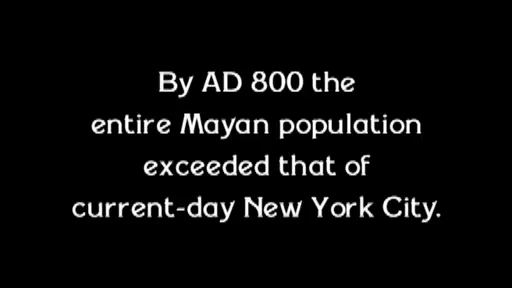 By AD 800 the
entire Mayan population
exceeded that of
current-day New York City.